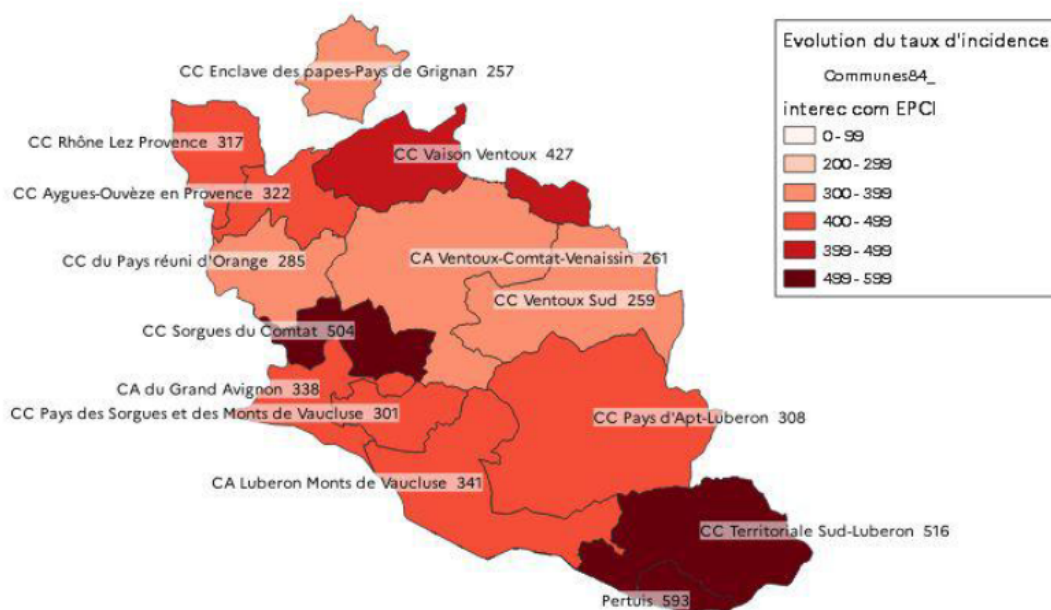 Evolution du taux d'incidence
Communes84_
interec com EPCI
0 - 99
200 - 299
300 - 399
400 - 499
399 - 499
499 - 599
CC Enclave des papes-Pays de Grignan 257
CC Rhône Lez Provence 317
CC Vaison Ventoux 427
CC Aygues-Ouvèze en Provence 322
CC du Pays réuni d'Orange 285
CA Ventoux-Comtat-Venaissin 261
CC Ventoux Sud 259
CC Sorgues du Comtat 504
CA du Grand Avignon 338
CC Pays des Sorgues et des Monts de Vaucluse 301
CC Pays d'Apt-Luberon 308
CA Luberon Monts de Vaucluse 341
CC Territoriale Sud-Luberon 516
Pertuis 593